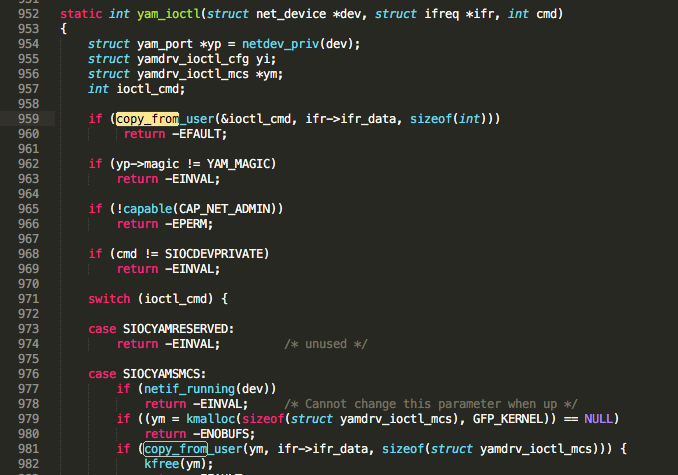 951
952 static int yam_ioctl(struct net_device *dev, struct ifreq *ifr, int cmd)
953 {
954 struct yam_port *yp = netdev_priv(dev);
955 struct yamdrv_ioctl_cfg yi;
956 struct yamdrv_ioctl_mcs *ym;
957 int ioctl_cmd;
958
959 if (copy_from_user(&ioctl_cmd, ifr->ifr_data, sizeof(int)))
960 return -EFAULT;
961
962 if (yp->magic != YAM_MAGIC)
963 return -EINVAL;
964
965 if (!capable(CAP_NET_ADMIN))
966 return -EPERM;
967
968 if (cmd != SIOCDEVPRIVATE)
969 return -EINVAL;
970
971 switch (ioctl_cmd) {
972
973 case SIOCYAMRESERVED:
974 return -EINVAL; /* unused */
975
976 case SIOCYAMSMCS:
977 if (netif_running(dev))
978 return -EINVAL; /* Cannot change this parameter when up */
979 if ((ym = kmalloc(sizeof(struct yamdrv_ioctl_mcs), GFP_KERNEL)) == NULL)
980 return -ENOBUFS;
981 if (copy_from_user(ym, ifr->ifr_data, sizeof(struct yamdrv_ioctl_mcs))) {
982 kfree(ym);